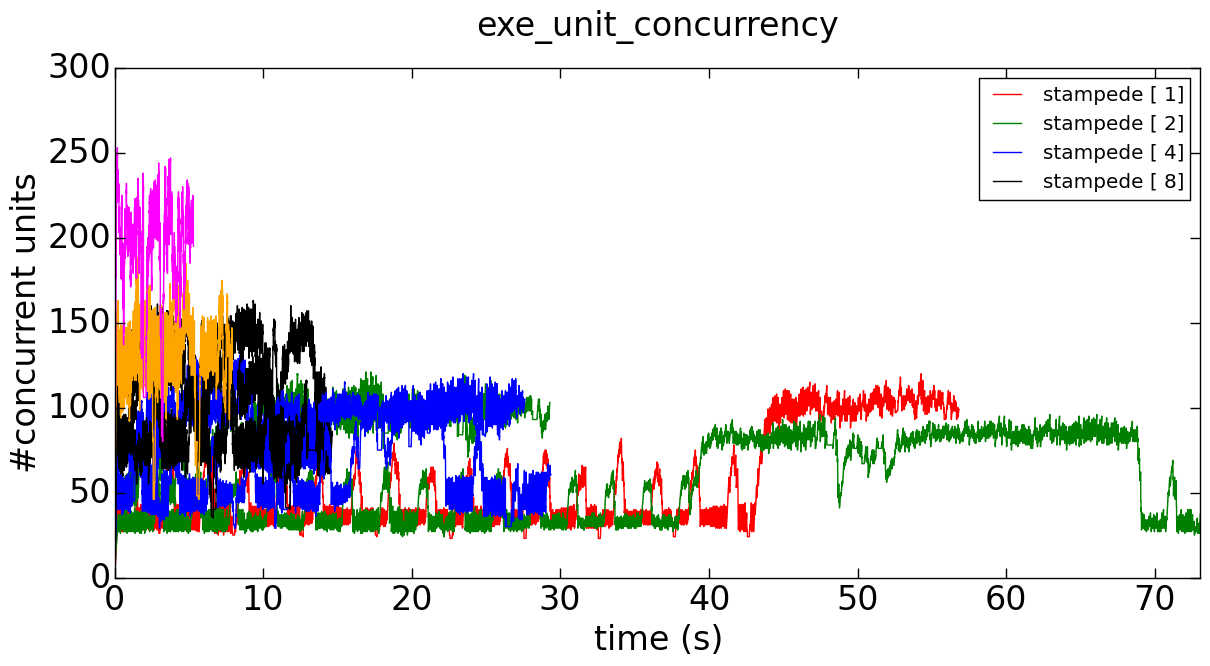 exe_unit_concurrency
300
250
200
150
100
50
0
#concurrent units
stampede [ 1]
stampede [ 2]
stampede [ 4]
stampede [ 8]
0 10 20 30 40 50 60 70
time (s)